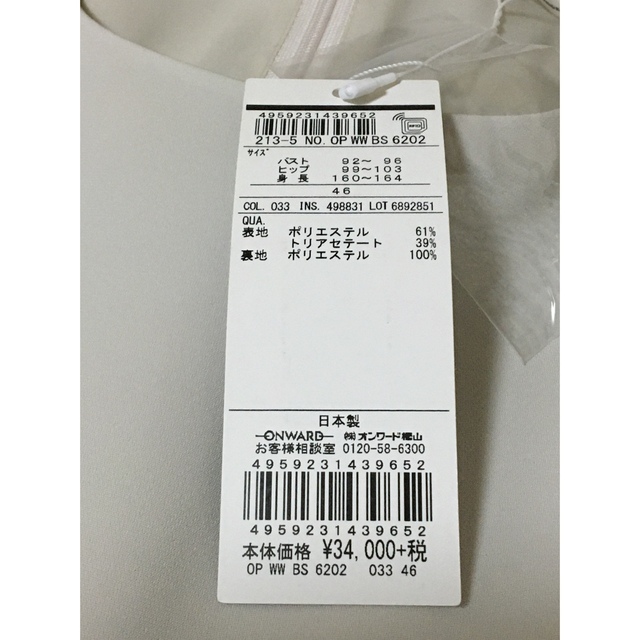 4959231439652
213-5 NO. OP WW BS 6202
サイズ
バスト 92～ 96
ヒップ 99～103
身 長 160～164
46
COL. 033 INS. 498831 LOT 6892851
QUA.
表地 ポリエステル 61%
トリアセテート 39%
裏地 ポリエステル 100%
日本製
ONWARD ㈱オンワード樫山
お客様相談室 0120-58-6300
4959231439652
4959231439652
本体価格 ¥34,000+税
OP WW BS 6202 033 46